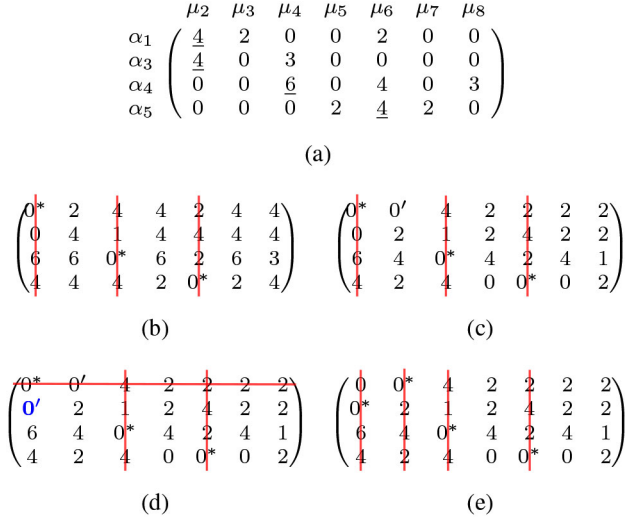 μ₂ μ₃ μ₄ μ₅ μ₆ μ₇ μ₈
α₁ 4 2 0 0 2 0 0
α₃ 4 0 3 0 0 0 0
α₄ 0 0 6 0 4 0 3
α₅ 0 0 0 2 4 2 0
(a)
0* 2 4 4 2 4 4
0 4 1 4 4 4 4
6 6 0* 6 2 6 3
4 4 4 2 0* 2 4
(b)
0* 0′ 4 2 2 2 2
0 2 1 2 4 2 2
6 4 0* 4 2 4 1
4 2 4 0 0* 0 2
(c)
0* 0′ 4 2 2 2 2
0′ 2 1 2 4 2 2
6 4 0* 4 2 4 1
4 2 4 0 0* 0 2
(d)
0 0* 4 2 2 2 2
0* 2 1 2 4 2 2
6 4 0* 4 2 4 1
4 2 4 0 0* 0 2
(e)